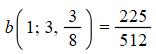 b(1; 3, 3/8) = 225/512